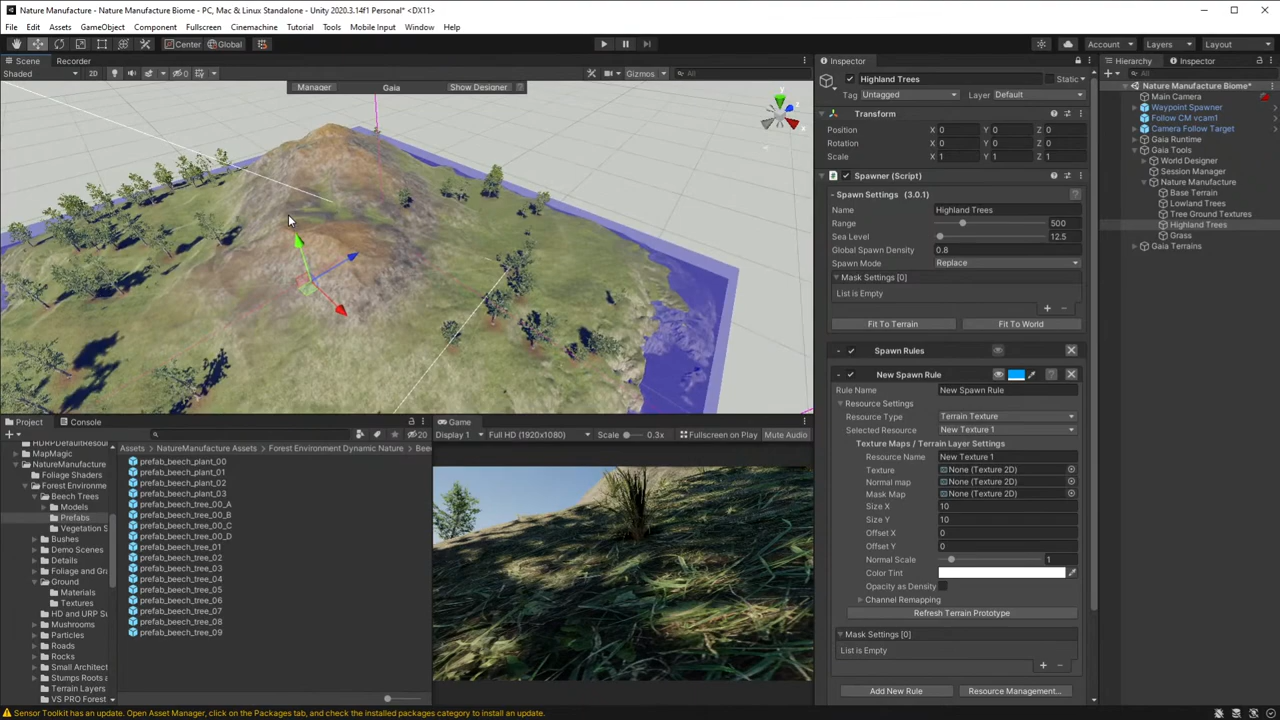 Nature Manufacture - Nature Manufacture Biome - PC, Mac & Linux Standalone - Unity 2020.3.14f1 Personal* <DX11>
File Edit Assets GameObject Fullscreen Component Cinemachine Tools Tutorial Mobile Input Window Help
Center Global Account Layers Layout
Scene Recorder
Shaded 2D 0 Gizmos All
Manager Gaia Show Designer ?
y
x
Inspector
Highland Trees Static
Tag Untagged Layer Default
Transform
Position X 0 Y 0 Z 0
Rotation X 0 Y 0 Z 0
Scale X 1 Y 1 Z 1
Spawner (Script)
- Spawn Settings (3.0.1) ?
Name Highland Trees
Range 500
Sea Level 12.5
Global Spawn Density 0.8
Spawn Mode Replace
Mask Settings [0]
List is Empty
+ -
Fit To Terrain Fit To World
- Spawn Rules
- New Spawn Rule ?
Rule Name New Spawn Rule
Resource Settings
Resource Type Terrain Texture
Selected Resource New Texture 1
Texture Maps / Terrain Layer Settings
Resource Name New Texture 1
Texture None (Texture 2D)
Normal map None (Texture 2D)
Mask Map None (Texture 2D)
Size X 10
Size Y 10
Offset X 0
Offset Y 0
Normal Scale 1
Color Tint
Opacity as Density
Channel Remapping
Refresh Terrain Prototype
Mask Settings [0]
List is Empty
+ -
Add New Rule Resource Management...
Hierarchy Inspector
All
Nature Manufacture Biome*
Main Camera
Waypoint Spawner
Follow CM vcam1
Camera Follow Target
Gaia Runtime
Gaia Tools
World Designer
Session Manager
Nature Manufacture
Base Terrain
Lowland Trees
Tree Ground Textures
Highland Trees
Grass
Gaia Terrains
Project Console
20
HDRPDefaultResour
MapMagic
NatureManufacture
Foliage Shaders
Forest Environme
Beech Trees
Models
Prefabs
Vegetation S
Bushes
Demo Scenes
Details
Foliage and Gr
Ground
Materials
Textures
HD and URP Su
Mushrooms
Particles
Roads
Rocks
Small Architect
Stumps Roots a
Terrain Layers
VS PRO Forest
Assets > NatureManufacture Assets > Forest Environment Dynamic Nature > Bee
prefab_beech_plant_00
prefab_beech_plant_01
prefab_beech_plant_02
prefab_beech_plant_03
prefab_beech_tree_00_A
prefab_beech_tree_00_B
prefab_beech_tree_00_C
prefab_beech_tree_00_D
prefab_beech_tree_01
prefab_beech_tree_02
prefab_beech_tree_03
prefab_beech_tree_04
prefab_beech_tree_05
prefab_beech_tree_06
prefab_beech_tree_07
prefab_beech_tree_08
prefab_beech_tree_09
Game
Display 1 Full HD (1920x1080) Scale 0.3x Fullscreen on Play Mute Audio
Sensor Toolkit has an update. Open Asset Manager, click on the Packages tab, and check the installed packages category to install an update.